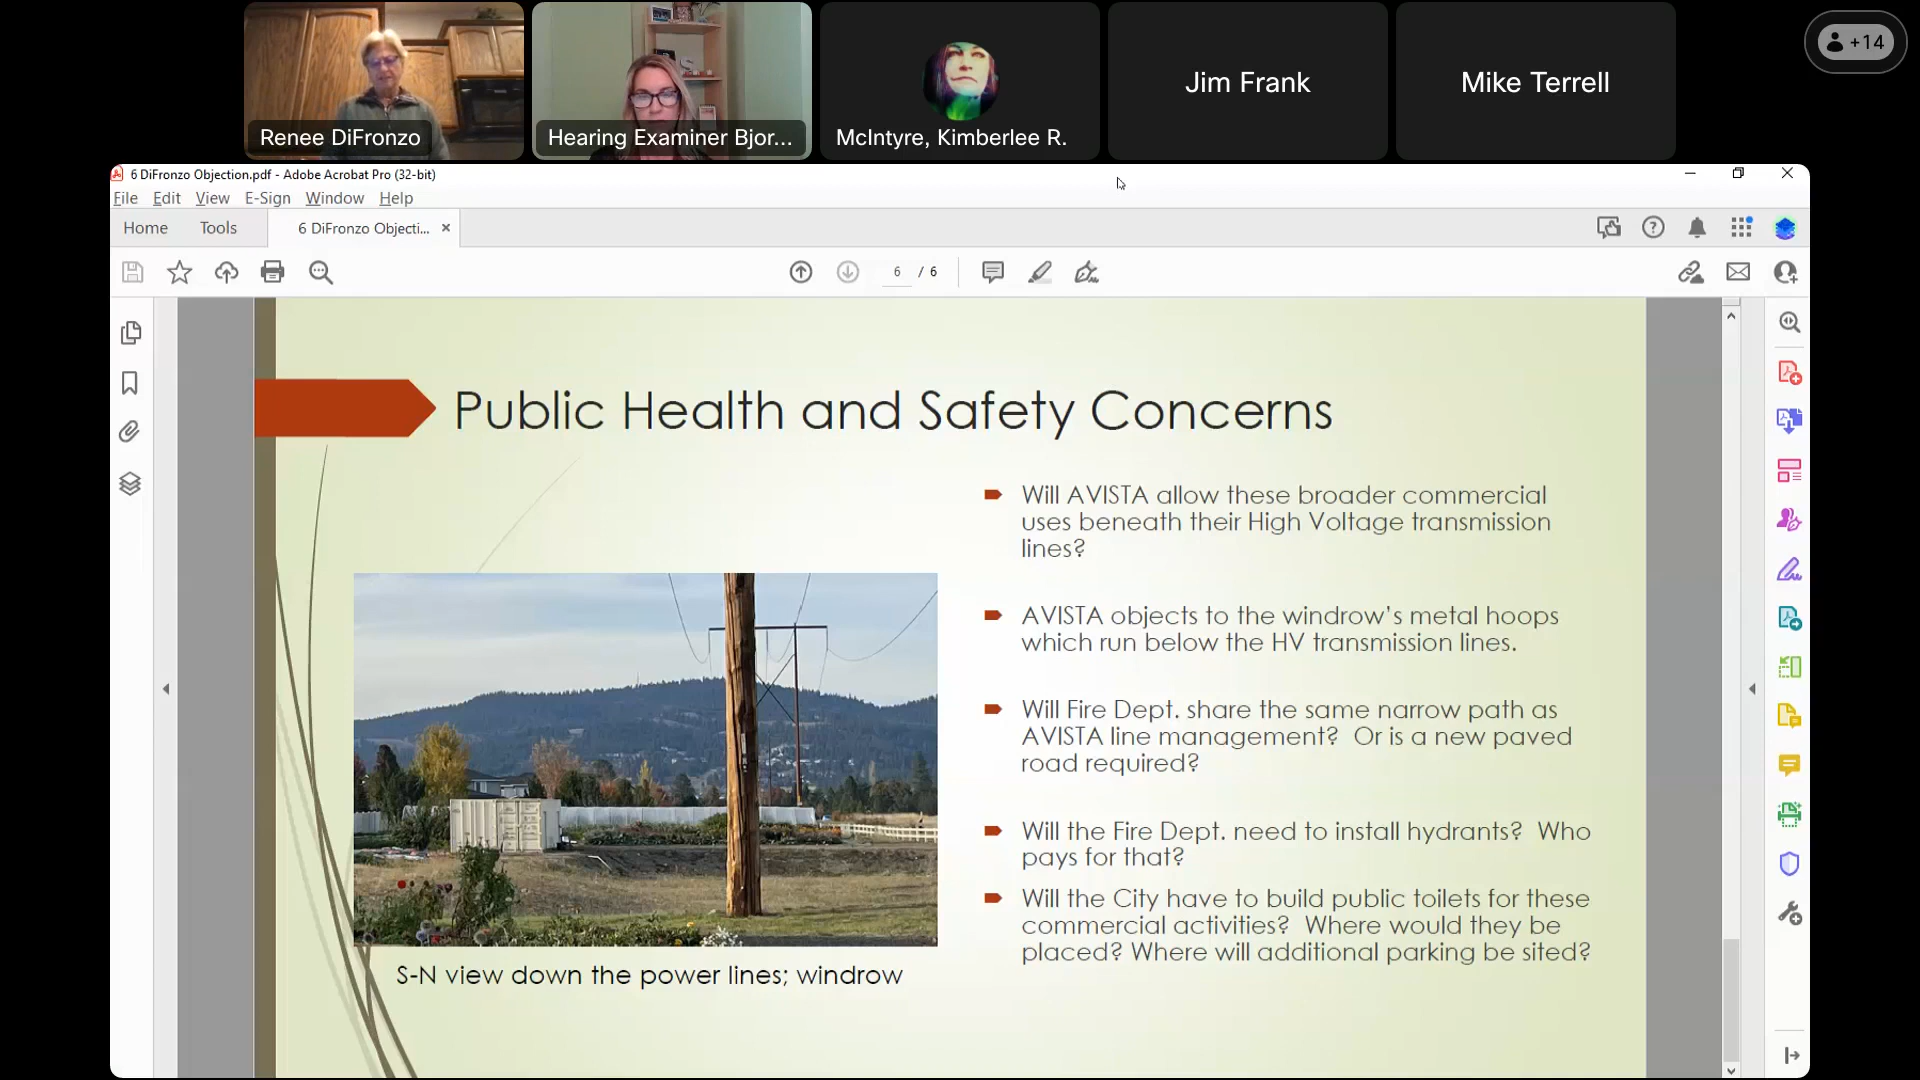 Renee DiFronzo
Hearing Examiner Bjor...
McIntyre, Kimberlee R.
Jim Frank
Mike Terrell
+14
6 DiFronzo Objection.pdf - Adobe Acrobat Pro (32-bit)
File Edit View E-Sign Window Help
Home Tools 6 DiFronzo Objecti...
6 / 6
Public Health and Safety Concerns
Will AVISTA allow these broader commercial
uses beneath their High Voltage transmission
lines?
AVISTA objects to the windrow's metal hoops
which run below the HV transmission lines.
Will Fire Dept. share the same narrow path as
AVISTA line management? Or is a new paved
road required?
Will the Fire Dept. need to install hydrants? Who
pays for that?
Will the City have to build public toilets for these
commercial activities? Where would they be
placed? Where will additional parking be sited?
S-N view down the power lines; windrow